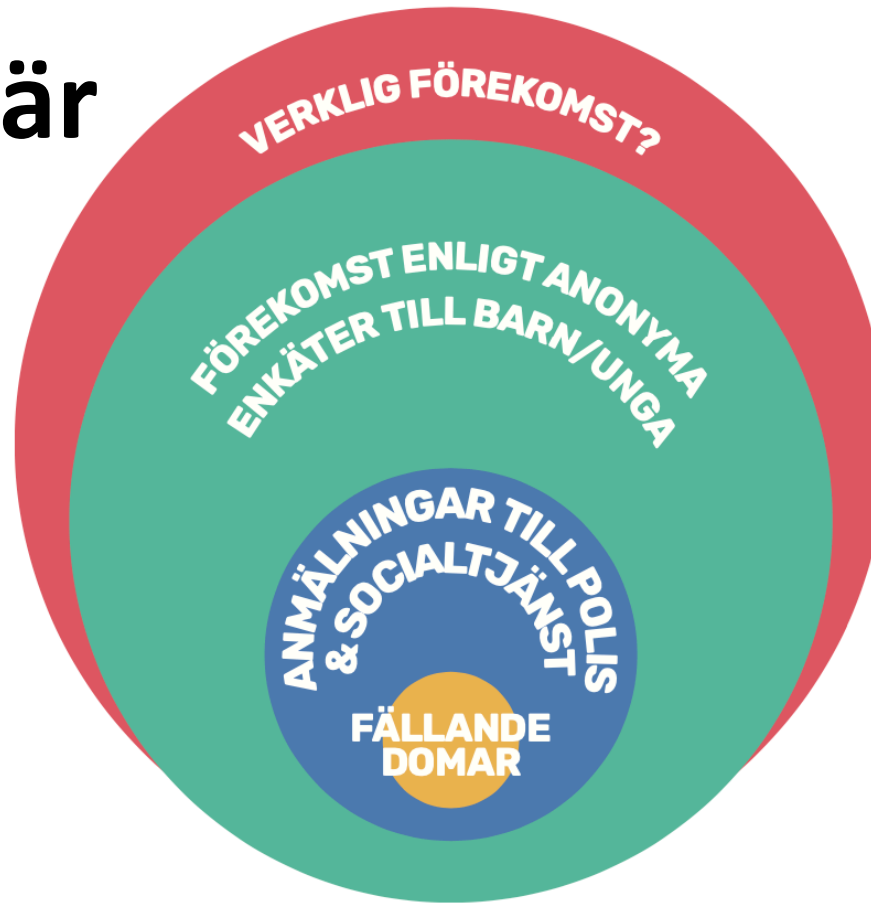 är
VERKLIG FÖREKOMST?
FÖREKOMST ENLIGT ANONYMA
ENKÄTER TILL BARN/UNGA
ANMÄLNINGAR TILL POLIS
& SOCIALTJÄNST
FÄLLANDE
DOMAR